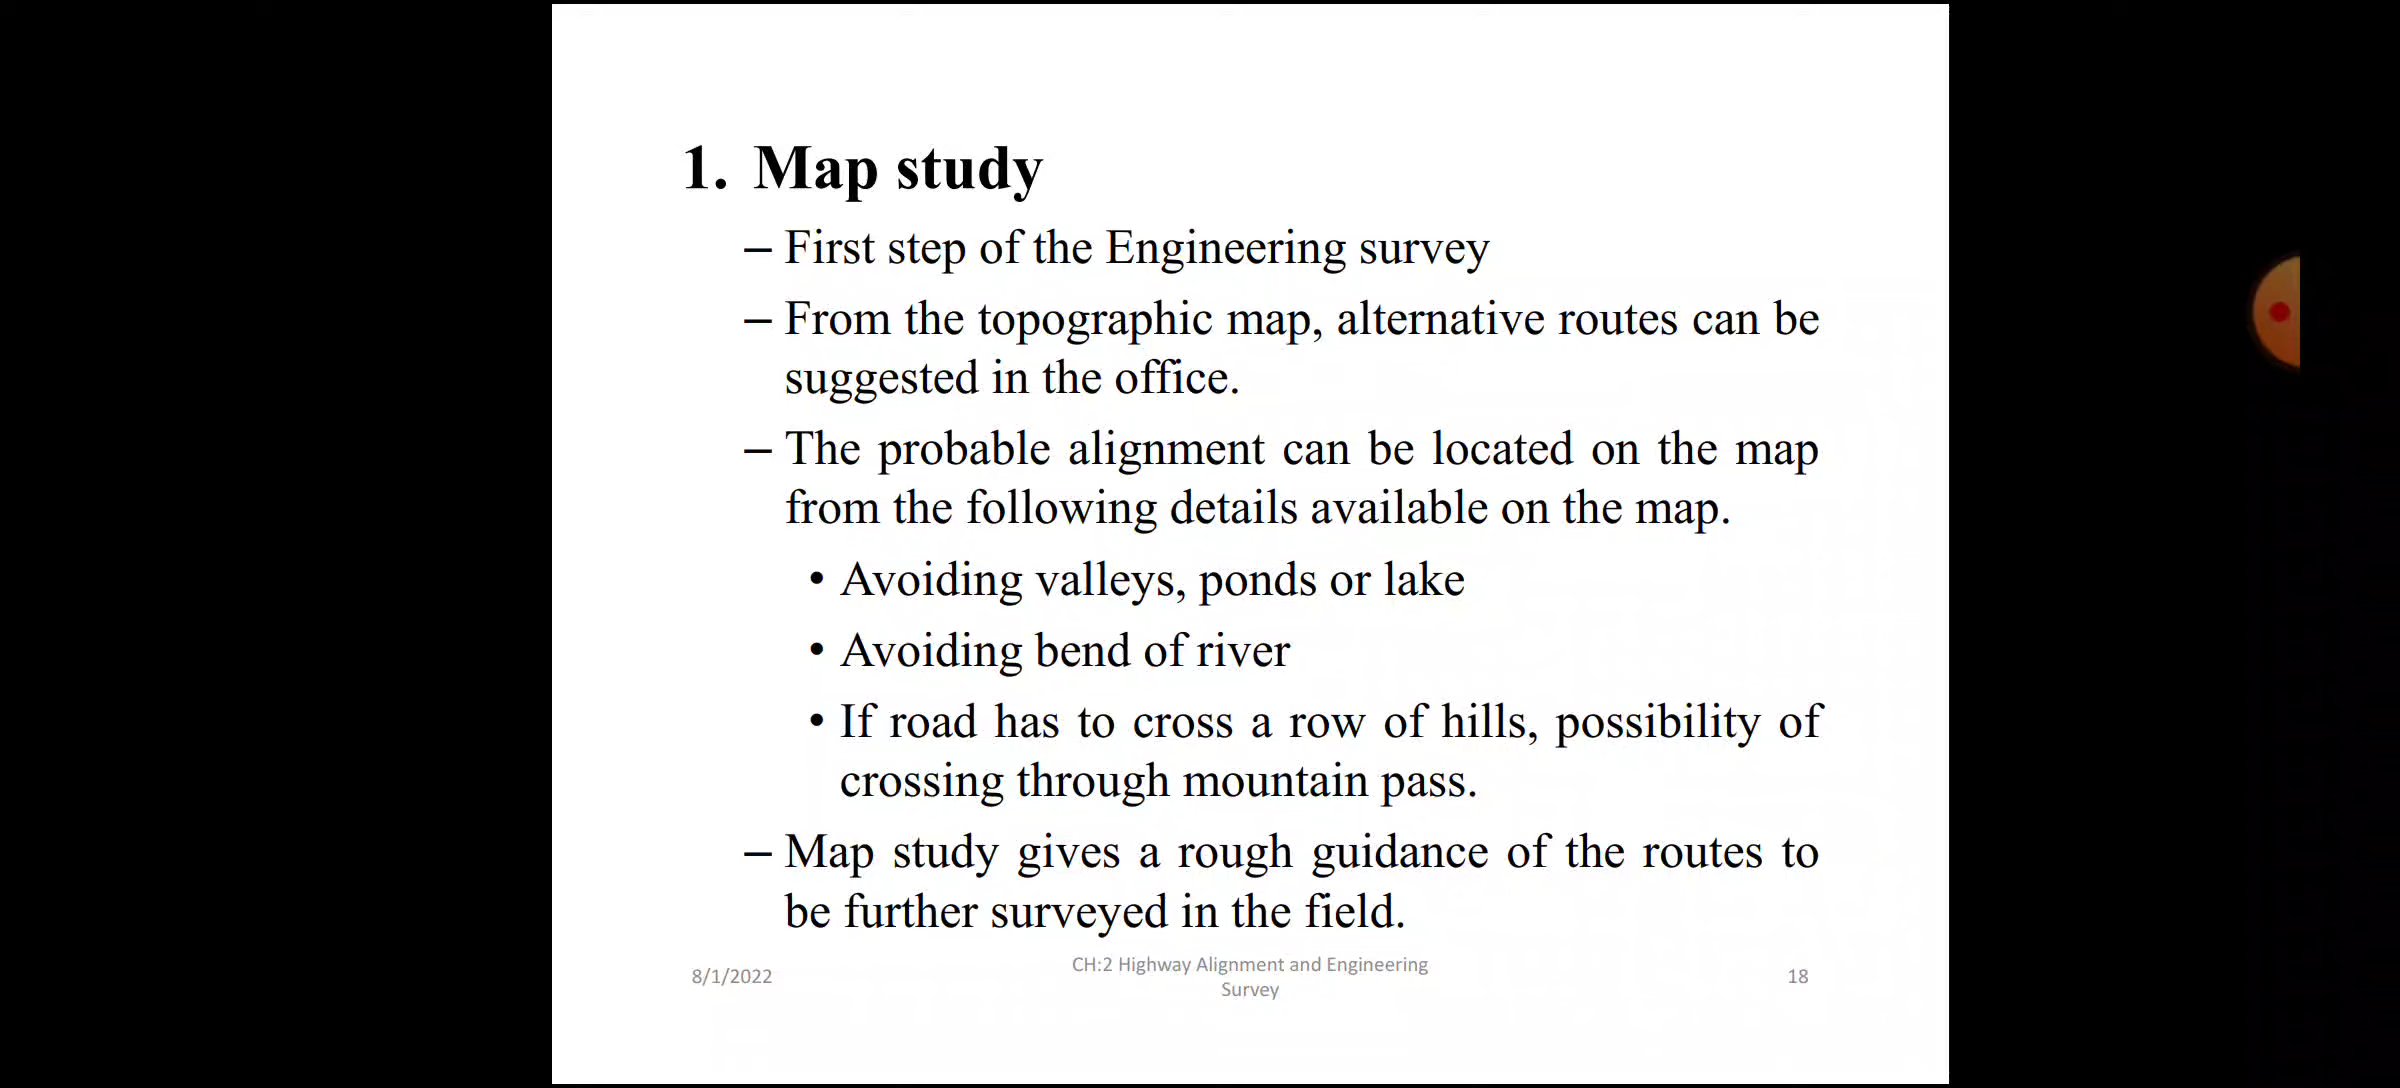 1. Map study
– First step of the Engineering survey
– From the topographic map, alternative routes can be
suggested in the office.
– The probable alignment can be located on the map
from the following details available on the map.
• Avoiding valleys, ponds or lake
• Avoiding bend of river
• If road has to cross a row of hills, possibility of
crossing through mountain pass.
– Map study gives a rough guidance of the routes to
be further surveyed in the field.
8/1/2022
CH:2 Highway Alignment and Engineering
Survey
18